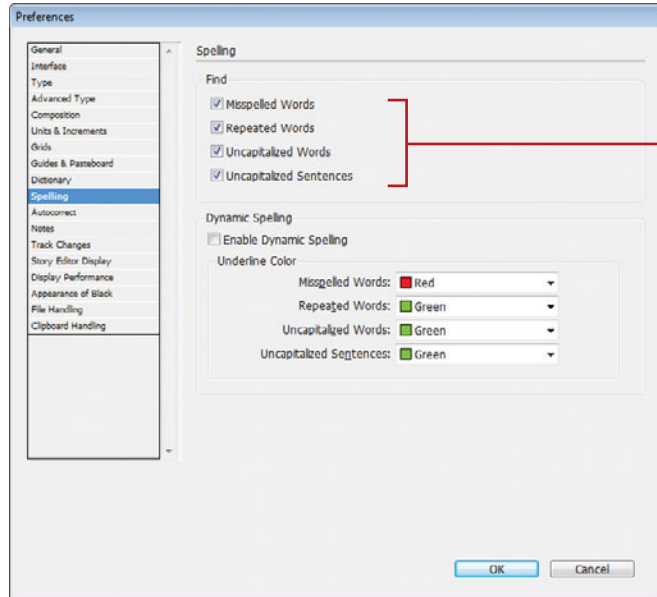 Preferences
General
Interface
Type
Advanced Type
Composition
Units & Increments
Grids
Guides & Pasteboard
Dictionary
Spelling
Autocorrect
Notes
Track Changes
Story Editor Display
Display Performance
Appearance of Black
File Handling
Clipboard Handling
Spelling
Find
Misspelled Words
Repeated Words
Uncapitalized Words
Uncapitalized Sentences
Dynamic Spelling
Enable Dynamic Spelling
Underline Color
Misspelled Words: Red
Repeated Words: Green
Uncapitalized Words: Green
Uncapitalized Sentences: Green
OK Cancel